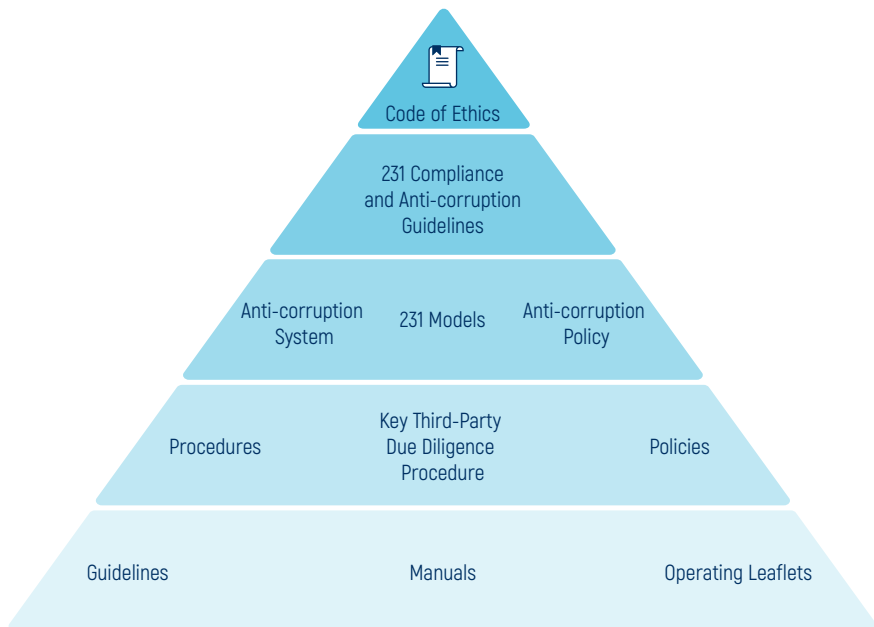 Code of Ethics
231 Compliance
and Anti-corruption
Guidelines
Anti-corruption
System
231 Models
Anti-corruption
Policy
Procedures
Key Third-Party
Due Diligence
Procedure
Policies
Guidelines
Manuals
Operating Leaflets